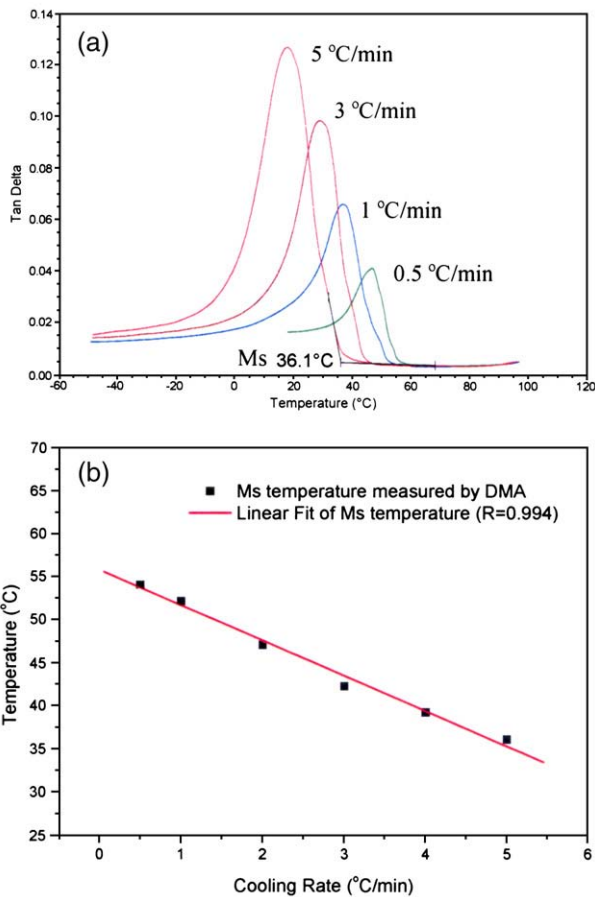 (a)
0.14
0.12
0.10
0.08
0.06
0.04
0.02
0.00
Tan Delta
5 °C/min
3 °C/min
1 °C/min
0.5 °C/min
Ms 36.1°C
-60 -40 -20 0 20 40 60 80 100 120
Temperature (°C)
(b)
70
65
60
55
50
45
40
35
30
25
Temperature (°C)
Ms temperature measured by DMA
Linear Fit of Ms temperature (R=0.994)
0 1 2 3 4 5 6
Cooling Rate (°C/min)